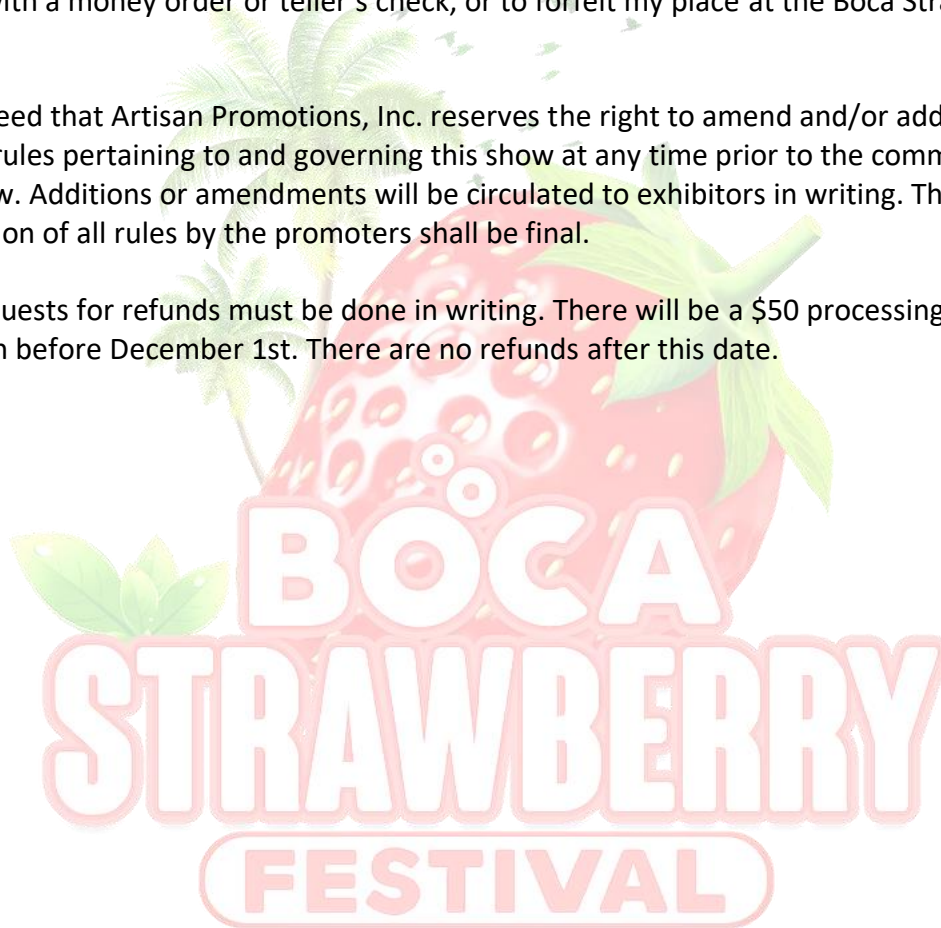 with a money order or teller's check, or to forfeit my place at the Boca Stra
eed that Artisan Promotions, Inc. reserves the right to amend and/or add
rules pertaining to and governing this show at any time prior to the comm
w. Additions or amendments will be circulated to exhibitors in writing. Th
on of all rules by the promoters shall be final.
uests for refunds must be done in writing. There will be a $50 processing
n before December 1st. There are no refunds after this date.
BOCA
STRAWBERRY
FESTIVAL